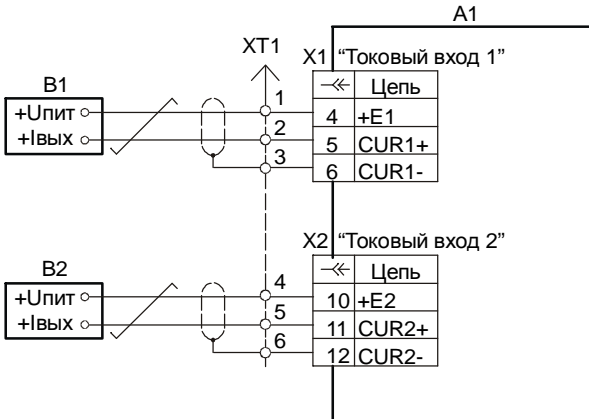 A1
XT1
X1 “Токовый вход 1”
Цепь
B1
+Uпит
+Iвых
1
4 +E1
2
5 CUR1+
3
6 CUR1-
X2 “Токовый вход 2”
Цепь
B2
+Uпит
+Iвых
4
10 +E2
5
11 CUR2+
6
12 CUR2-